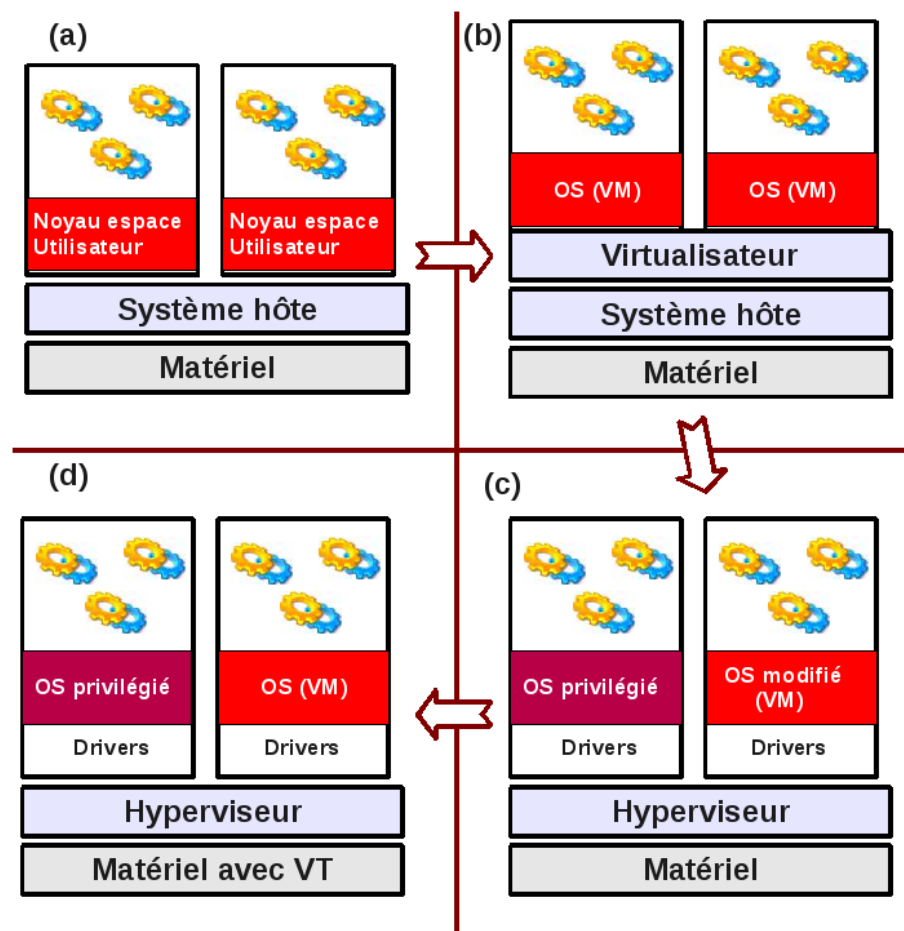 (a)
Noyau espace
Utilisateur
Noyau espace
Utilisateur
Système hôte
Matériel
(b)
OS (VM)
OS (VM)
Virtualisateur
Système hôte
Matériel
(c)
OS privilégié
OS modifié
(VM)
Drivers
Drivers
Hyperviseur
Matériel
(d)
OS privilégié
OS (VM)
Drivers
Drivers
Hyperviseur
Matériel avec VT